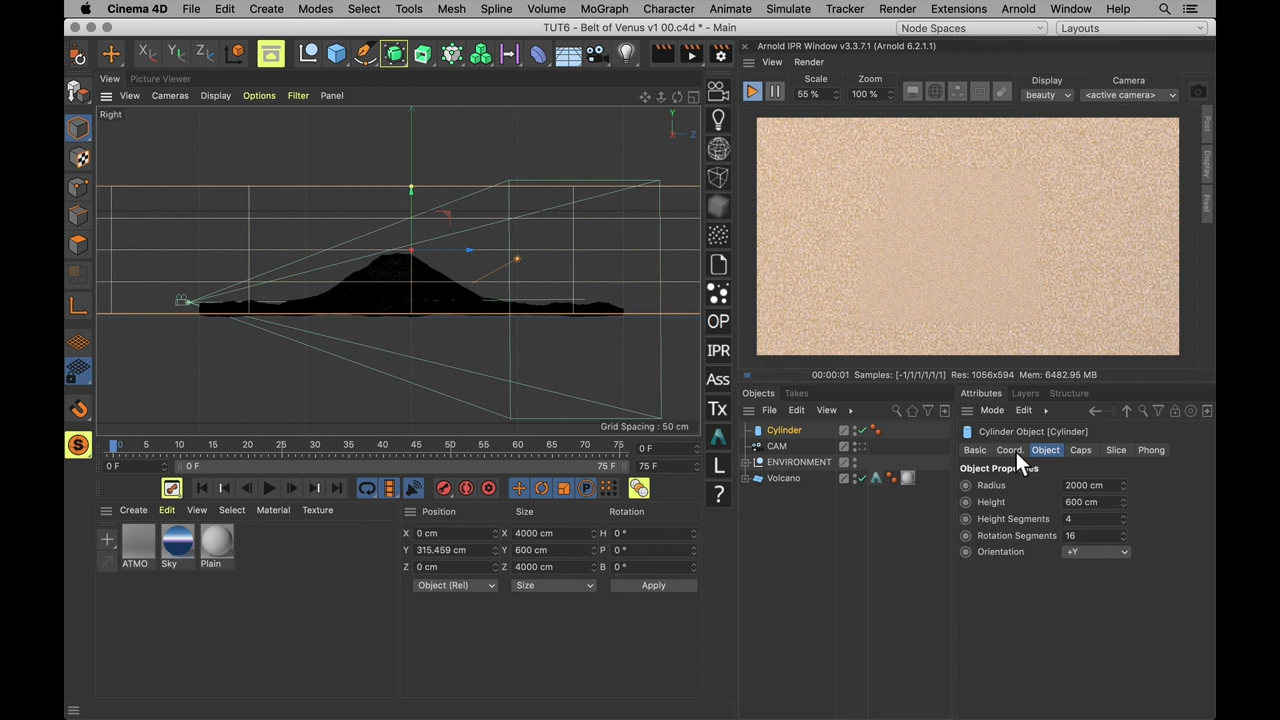 Cinema 4D File Edit Create Modes Select Tools Mesh Spline Volume MoGraph Character Animate Simulate Tracker Render Extensions Arnold Window Help
TUT6 - Belt of Venus v1 00.c4d * - Main
Node Spaces
Layouts
X Y Z
View Picture Viewer
View Cameras Display Options Filter Panel
Right
Y
X Z
Grid Spacing : 50 cm
0 5 10 15 20 25 30 35 40 45 50 55 60 65 70 75
0 F
0 F
0 F
75 F
75 F
P
Create Edit View Select Material Texture
ATMO
Sky
Plain
Position Size Rotation
X 0 cm X 4000 cm H 0 °
Y 315.459 cm Y 600 cm P 0 °
Z 0 cm Z 4000 cm B 0 °
Object (Rel) Size Apply
S
OP
IPR
Ass
Tx
L
?
Arnold IPR Window v3.3.7.1 (Arnold 6.2.1.1)
View Render
Scale
55 %
Zoom
100 %
Display
beauty
Camera
<active camera>
Post
Display
Pixel
00:00:01 Samples: [-1/1/1/1/1/1] Res: 1056x594 Mem: 6482.95 MB
Objects Takes
File Edit View
Cylinder
CAM
ENVIRONMENT
Volcano
Attributes Layers Structure
Mode Edit
Cylinder Object [Cylinder]
Basic Coord. Object Caps Slice Phong
Radius 2000 cm
Height 600 cm
Height Segments 4
Rotation Segments 16
Orientation +Y